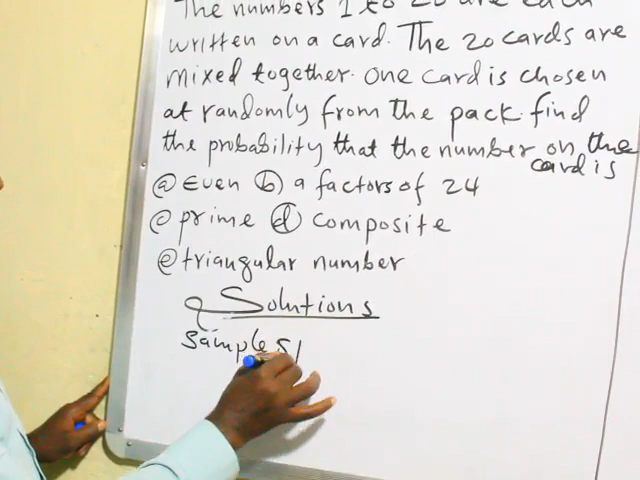 The numbers 1 to 20 are each
written on a card. The 20 cards are
mixed together. One card is chosen
at randomly from the pack. find
the probability that the number on the
card is
ⓐ Even ⓑ a factors of 24
ⓒ prime ⓓ composite
ⓔ triangular number
Solutions
Sample S